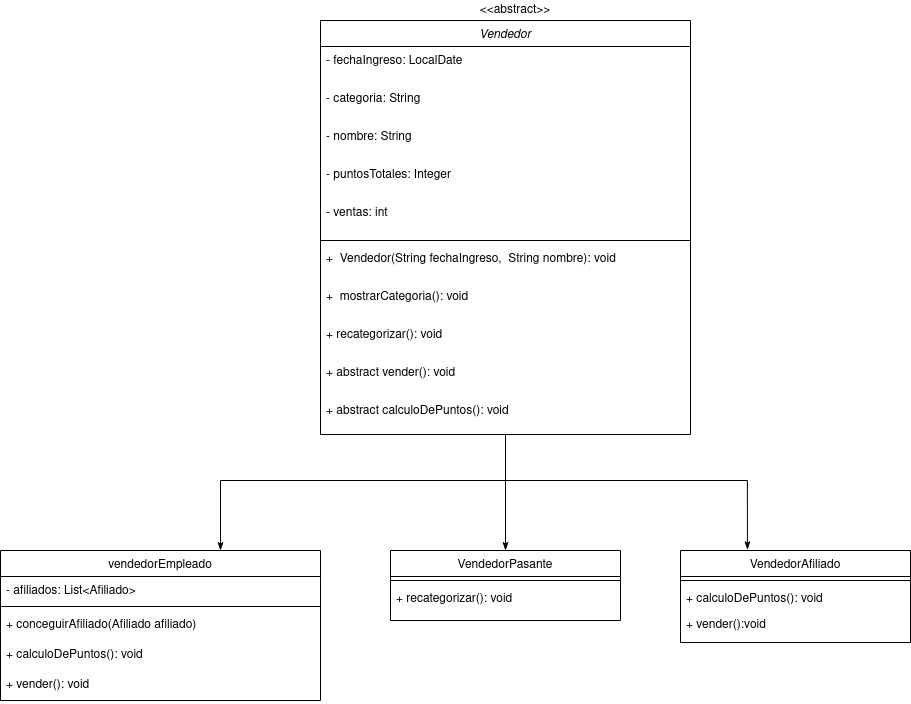 <<abstract>>
Vendedor
- fechaIngreso: LocalDate
- categoria: String
- nombre: String
- puntosTotales: Integer
- ventas: int
+ Vendedor(String fechaIngreso, String nombre): void
+ mostrarCategoria(): void
+ recategorizar(): void
+ abstract vender(): void
+ abstract calculoDePuntos(): void
vendedorEmpleado
- afiliados: List<Afiliado>
+ conceguirAfiliado(Afiliado afiliado)
+ calculoDePuntos(): void
+ vender(): void
VendedorPasante
+ recategorizar(): void
VendedorAfiliado
+ calculoDePuntos(): void
+ vender():void